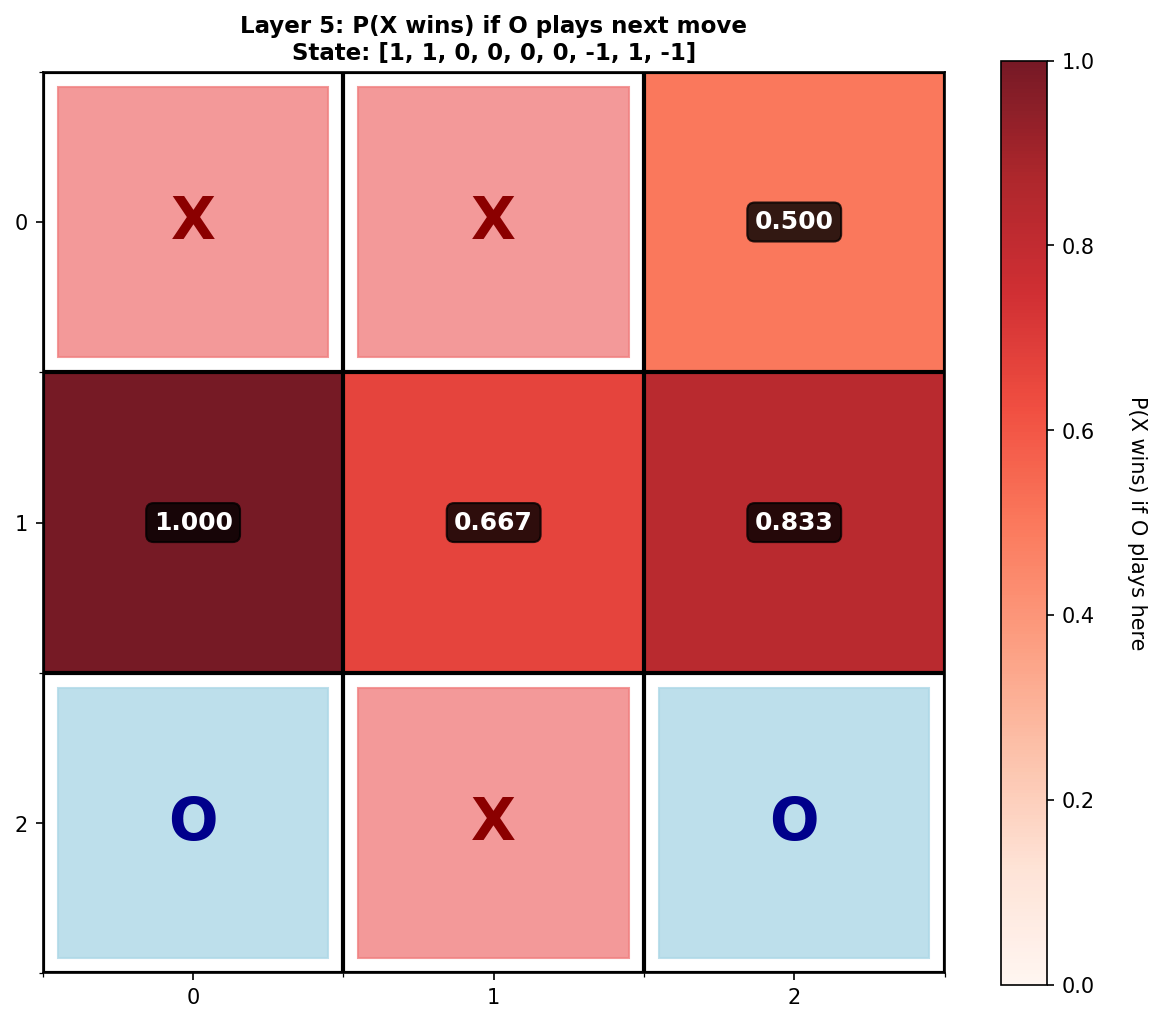 Layer 5: P(X wins) if O plays next move
State: [1, 1, 0, 0, 0, 0, -1, 1, -1]
0
X
X
0.500
1
1.000
0.667
0.833
2
O
X
O
0
1
2
1.0
0.8
0.6
0.4
0.2
0.0
P(X wins) if O plays here